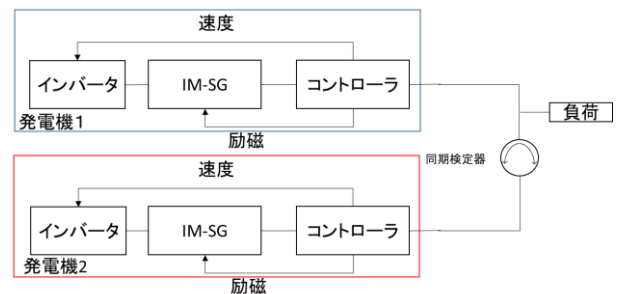 速度
インバータ
IM-SG
コントローラ
発電機1
励磁
負荷
同期検定器
速度
インバータ
IM-SG
コントローラ
発電機2
励磁